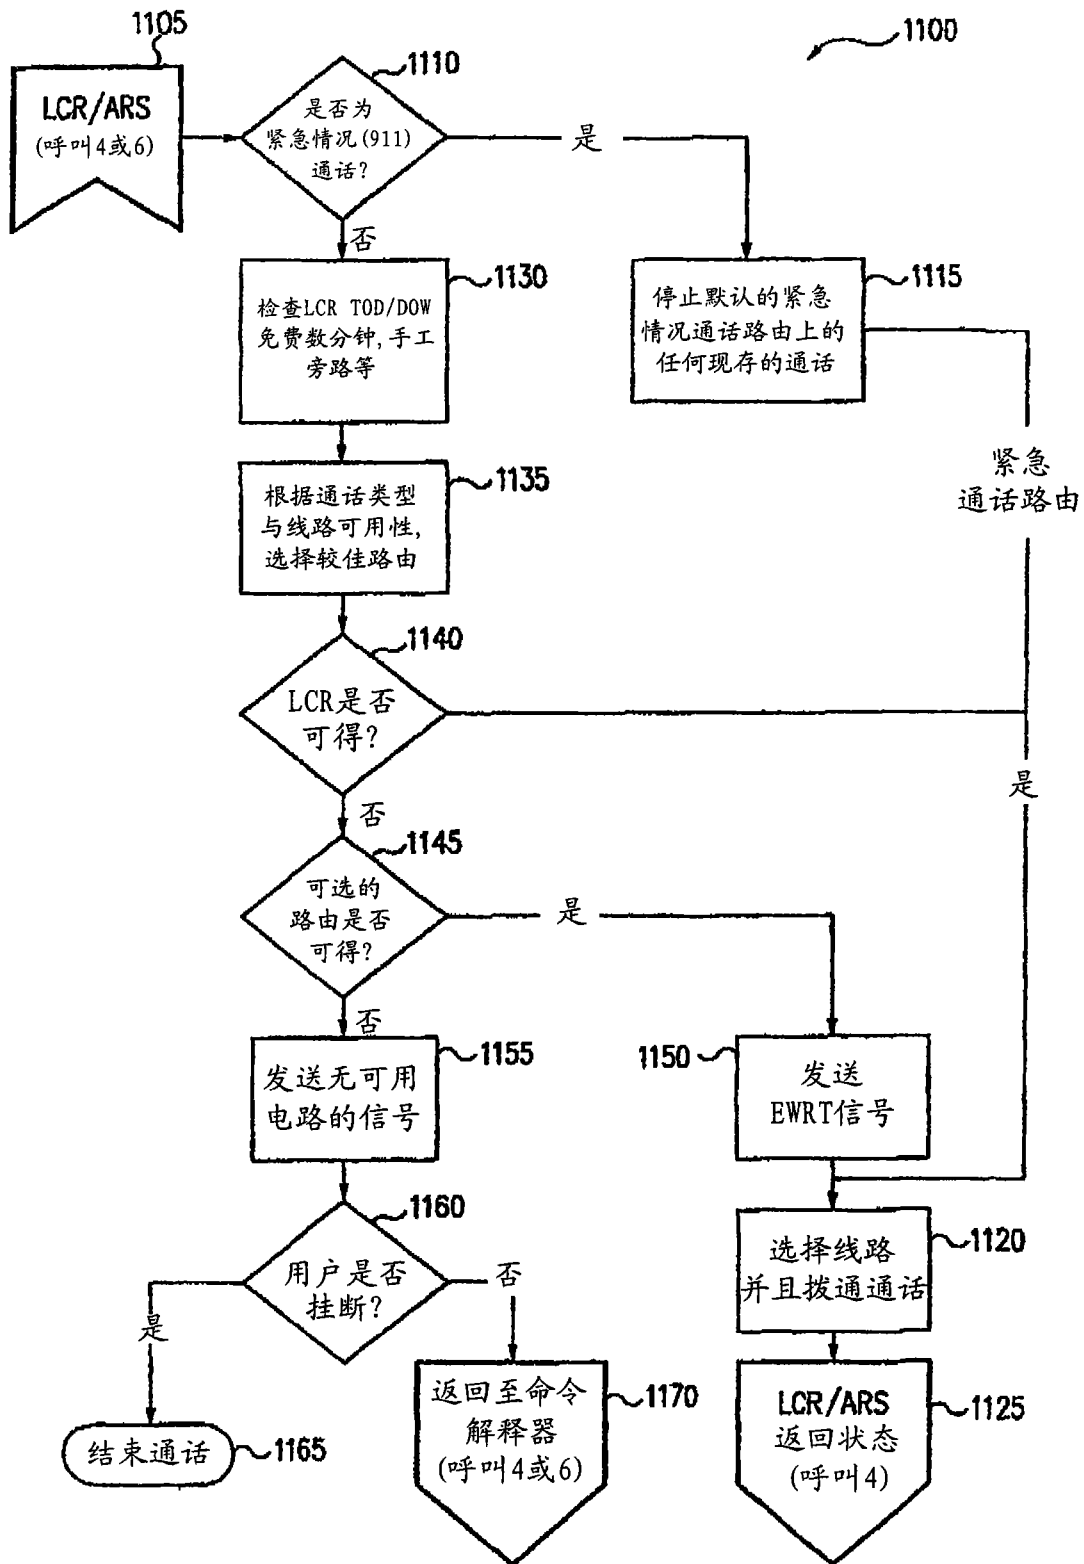 1105
1100
LCR/ARS
(呼叫4或6)
1110
是否为
紧急情况(911)
通话?
是
否
1130
检查LCR TOD/DOW
免费数分钟,手工
旁路等
1115
停止默认的紧急
情况通话路由上的
任何现存的通话
紧急
通话路由
1135
根据通话类型
与线路可用性,
选择较佳路由
1140
LCR是否
可得?
是
否
1145
可选的
路由是否
可得?
是
否
1155
发送无可用
电路的信号
1150
发送
EWRT信号
1160
用户是否
挂断?
是
否
1120
选择线路
并且拨通通话
1165
结束通话
1170
返回至命令
解释器
(呼叫4或6)
1125
LCR/ARS
返回状态
(呼叫4)